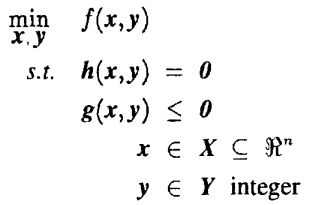 min f(x,y)
x,y
s.t. h(x,y) = 0
g(x,y) ≤ 0
x ∈ X ⊆ ℜⁿ
y ∈ Y integer